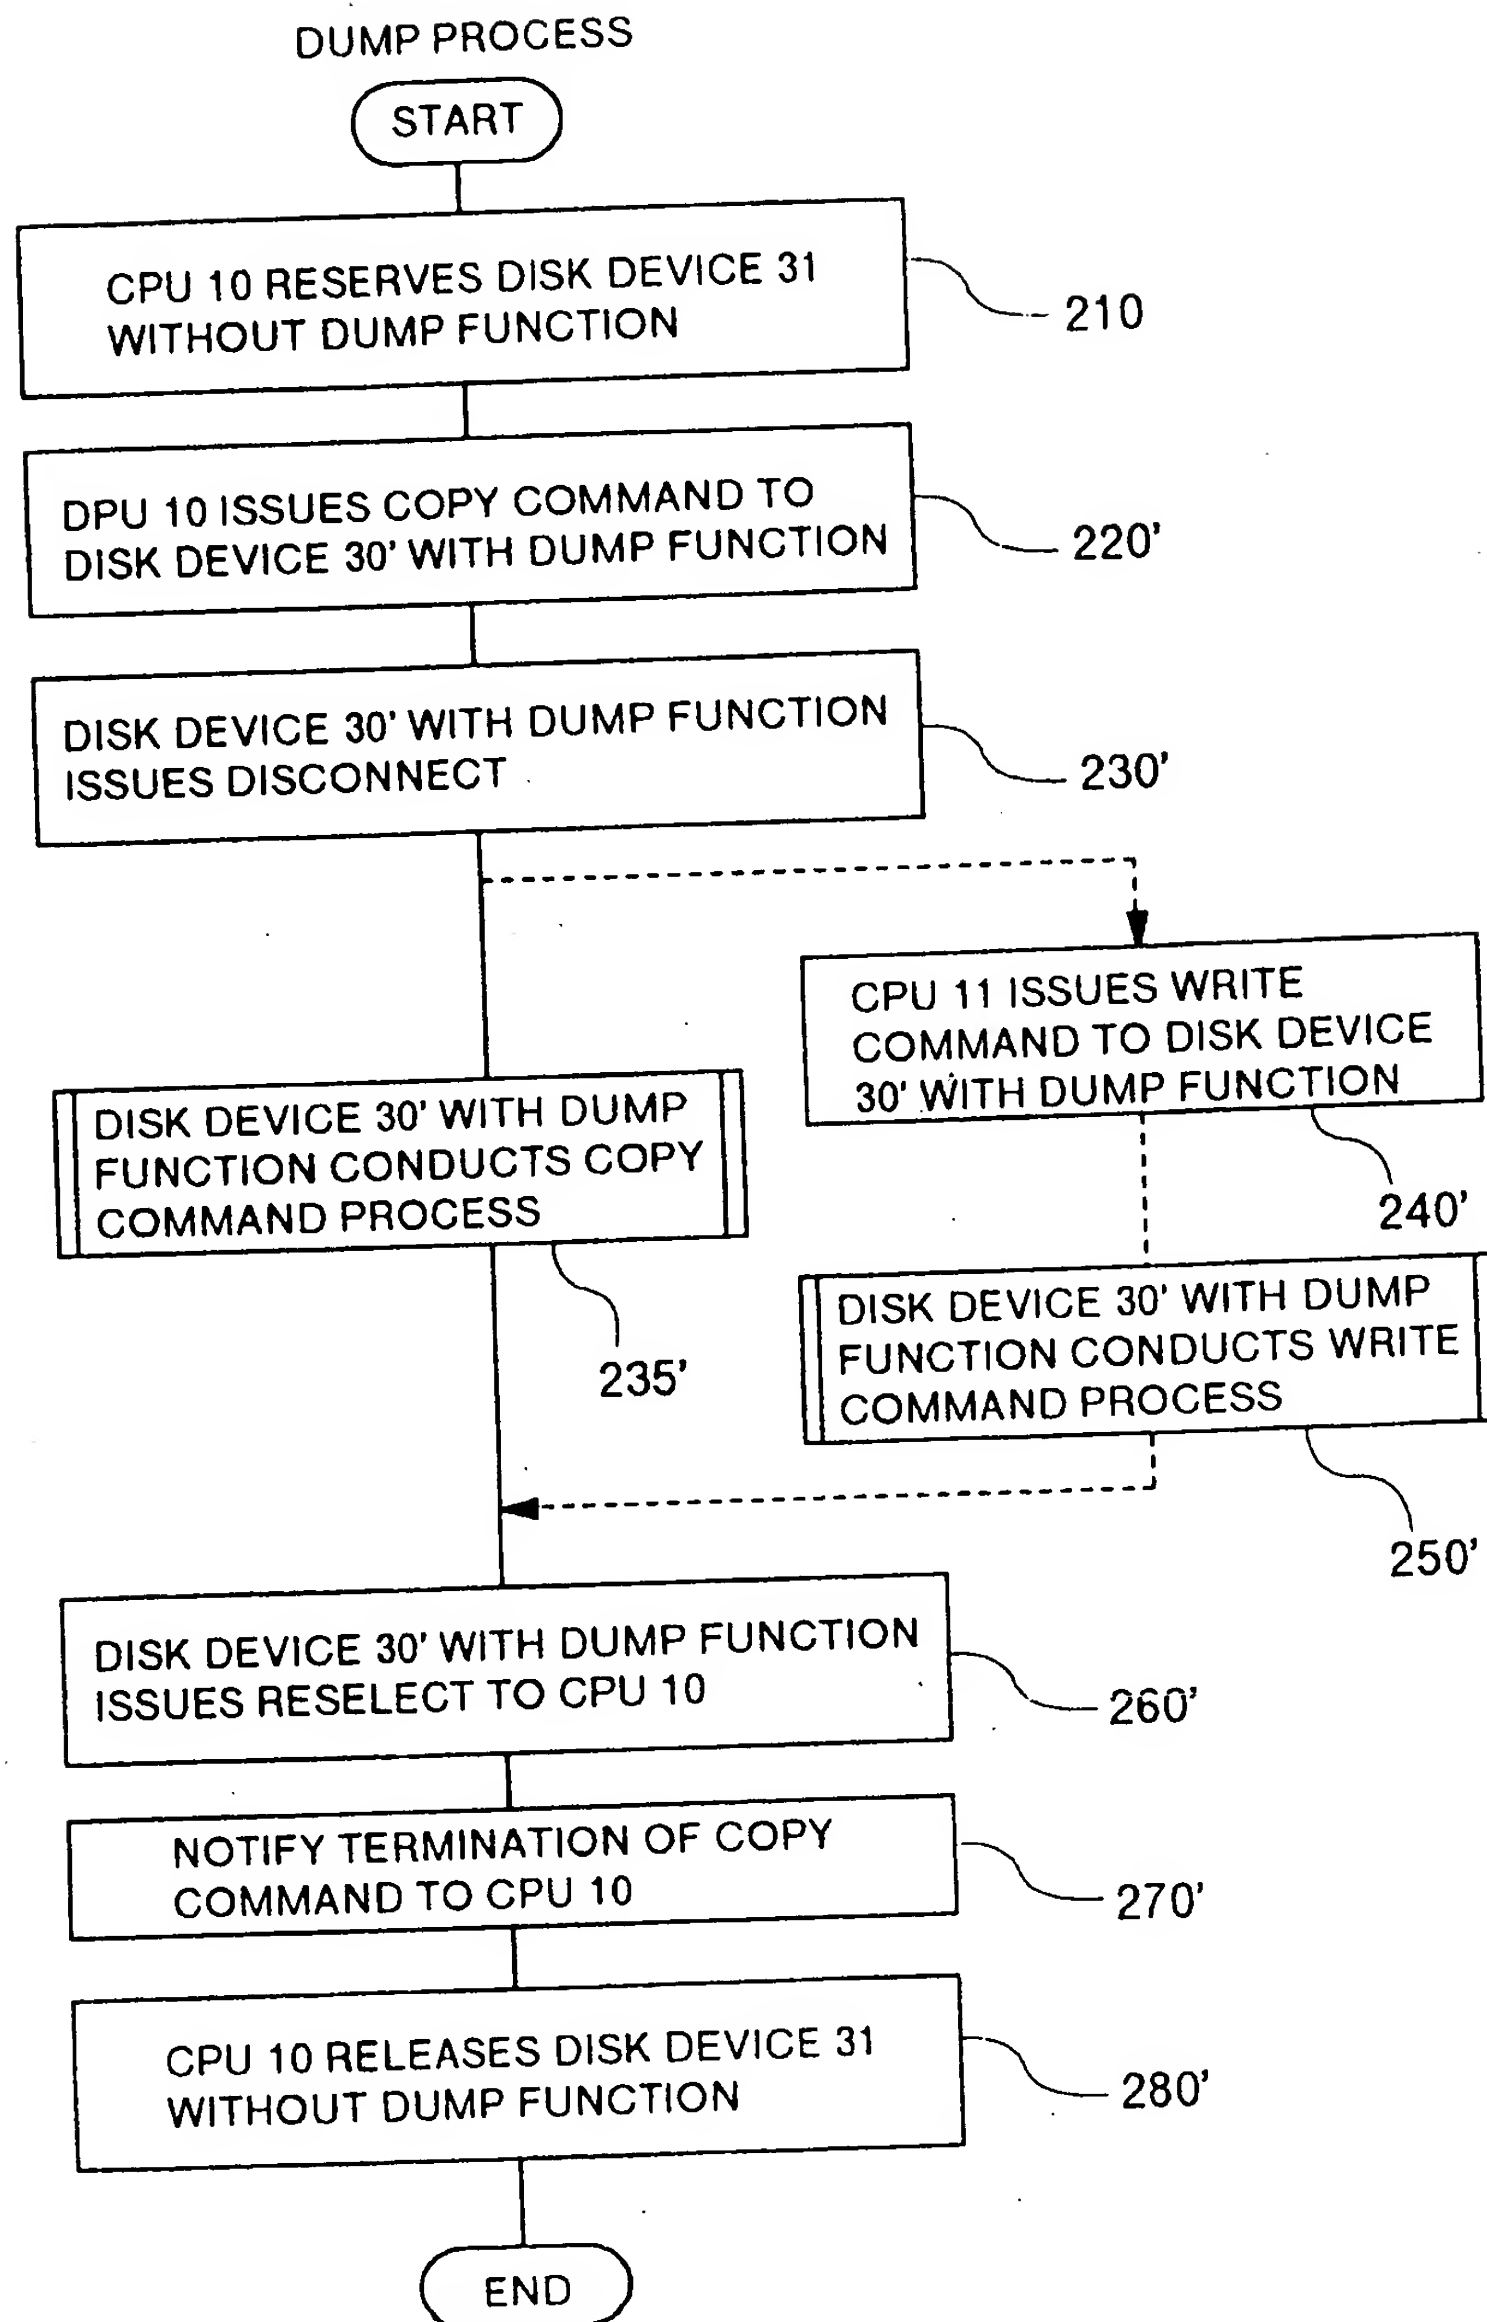 DUMP PROCESS
START
CPU 10 RESERVES DISK DEVICE 31
WITHOUT DUMP FUNCTION
210
DPU 10 ISSUES COPY COMMAND TO
DISK DEVICE 30' WITH DUMP FUNCTION
220'
DISK DEVICE 30' WITH DUMP FUNCTION
ISSUES DISCONNECT
230'
CPU 11 ISSUES WRITE
COMMAND TO DISK DEVICE
30' WITH DUMP FUNCTION
240'
DISK DEVICE 30' WITH DUMP
FUNCTION CONDUCTS COPY
COMMAND PROCESS
235'
DISK DEVICE 30' WITH DUMP
FUNCTION CONDUCTS WRITE
COMMAND PROCESS
250'
DISK DEVICE 30' WITH DUMP FUNCTION
ISSUES RESELECT TO CPU 10
260'
NOTIFY TERMINATION OF COPY
COMMAND TO CPU 10
270'
CPU 10 RELEASES DISK DEVICE 31
WITHOUT DUMP FUNCTION
280'
END